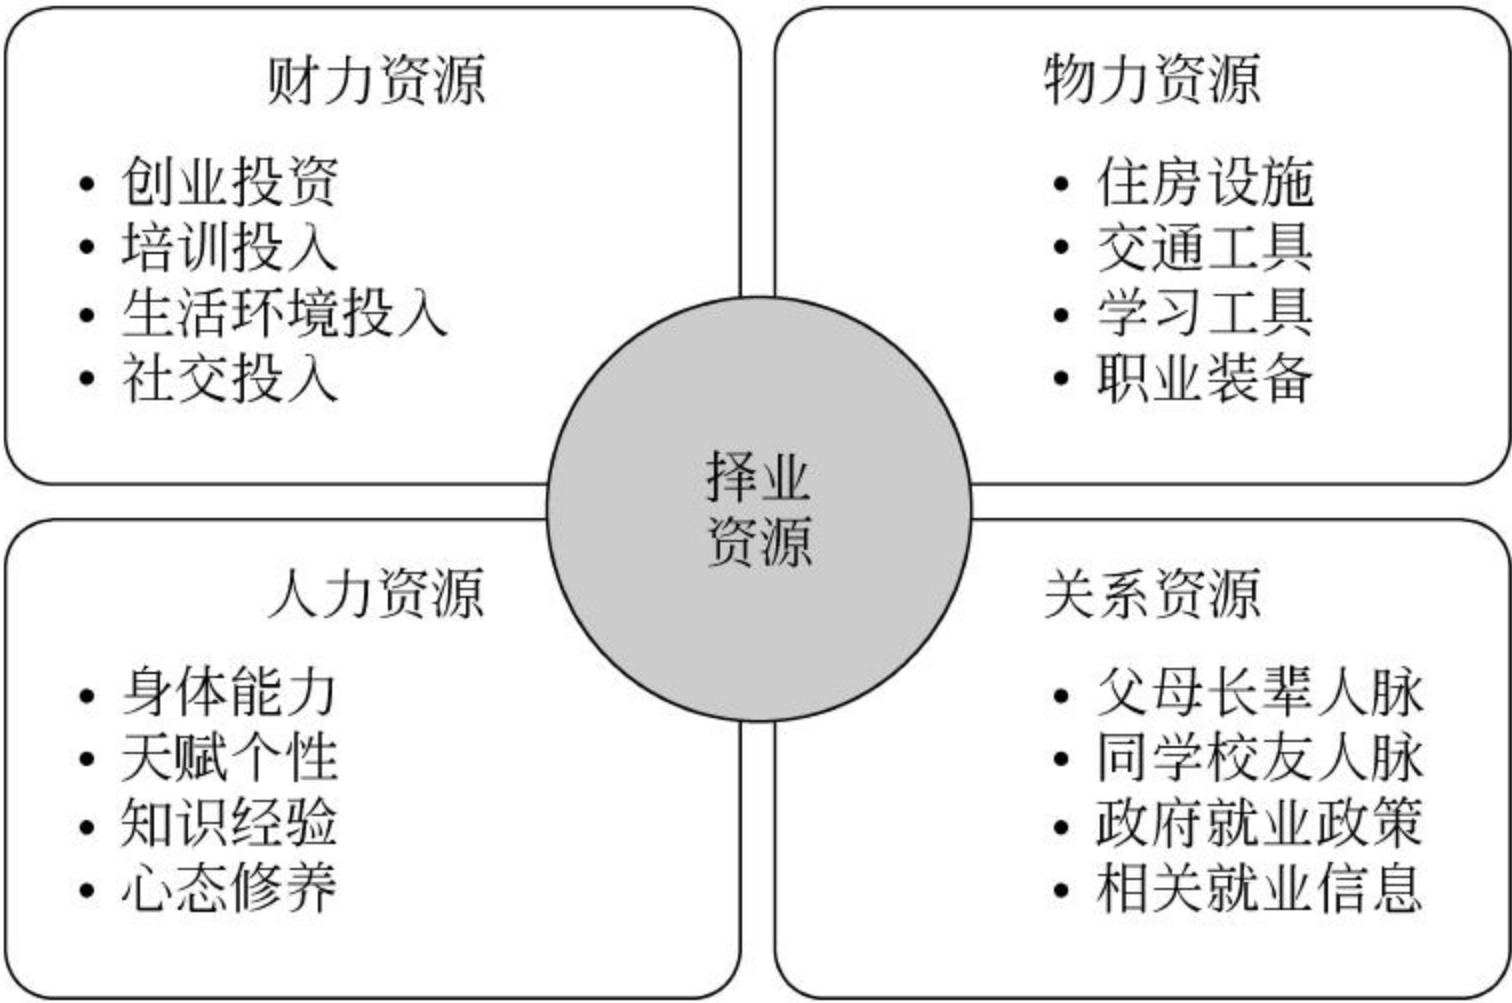 财力资源
• 创业投资
• 培训投入
• 生活环境投入
• 社交投入
物力资源
• 住房设施
• 交通工具
• 学习工具
• 职业装备
择业
资源
人力资源
• 身体能力
• 天赋个性
• 知识经验
• 心态修养
关系资源
• 父母长辈人脉
• 同学校友人脉
• 政府就业政策
• 相关就业信息